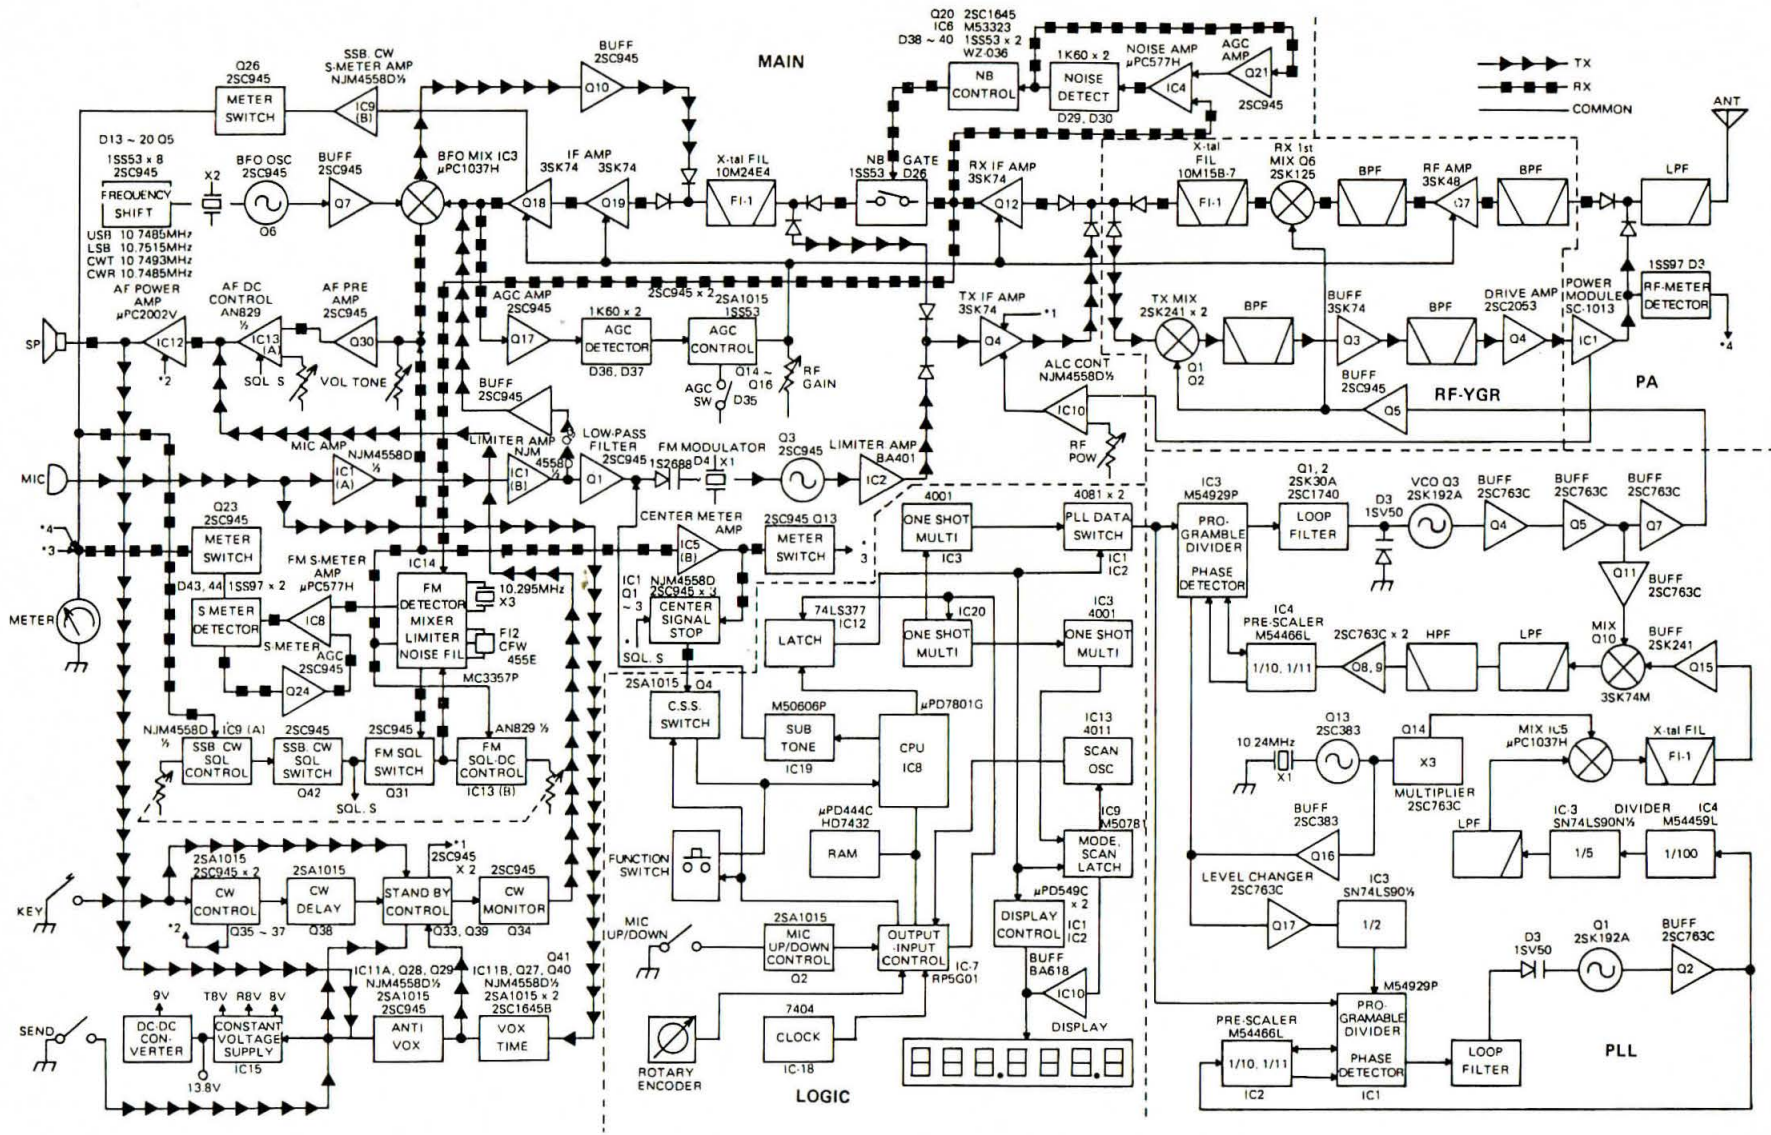 Q20 2SC1645
IC6 M53323
D38 ~ 40 1SS53 × 2
WZ-036
MAIN
BUFF
2SC945
Q10
SSB. CW
S-METER AMP
NJM4558D½
IC9
(B)
Q26
2SC945
METER
SWITCH
NB
CONTROL
1K60 × 2
NOISE
DETECT
D29, D30
NOISE AMP
μPC577H
IC4
AGC
AMP
Q21
2SC945
TX
RX
COMMON
ANT
D13 ~ 20 Q5
1SS53 × 8
2SC945
FREQUENCY
SHIFT
USB 10.7485MHz
LSB 10.7515MHz
CWT 10.7493MHz
CWR 10.7485MHz
X2
BFO OSC
2SC945
Q6
BUFF
2SC945
Q7
BFO MIX IC3
μPC1037H
IF AMP
3SK74
3SK74
Q18
Q19
X-tal FIL
10M24E4
FI-1
NB GATE
1SS53 D26
RX IF AMP
3SK74
Q12
X-tal
FIL
10M15B-7
FI-1
RX 1st
MIX Q6
2SK125
BPF
RF AMP
3SK48
Q7
BPF
LPF
AF POWER
AMP
μPC2002V
SP
IC12
*2
AF DC
CONTROL
AN829
½
IC13
(A)
SQL S
AF PRE
AMP
2SC945
Q30
VOL TONE
AGC AMP
2SC945
Q17
2SC945 × 2
1K60 × 2
AGC
DETECTOR
D36, D37
2SA1015
1SS53
AGC
CONTROL
Q14 ~
Q16
AGC
SW
D35
RF
GAIN
TX IF AMP
3SK74
Q4
*1
ALC CONT
NJM4558D½
IC10
RF
POW
TX MIX
2SK241 × 2
Q1
Q2
BPF
BUFF
3SK74
Q3
BPF
DRIVE AMP
2SC2053
Q4
POWER
MODULE
SC-1013
IC1
1SS97 D3
RF-METER
DETECTOR
*4
BUFF
2SC945
Q5
RF-YGR
PA
BUFF
2SC945
MIC
MIC AMP
NJM4558D
½
IC1
(A)
LIMITER AMP
NJM
4558D
½
IC1
(B)
LOW-PASS
FILTER
2SC945
Q1
FM MODULATOR
1S2688
D4
X1
Q3
2SC945
LIMITER AMP
BA401
IC2
*4
*3
Q23
2SC945
METER
SWITCH
CENTER METER
AMP
IC5
(B)
NJM4558D
2SC945 × 3
2SC945 Q13
METER
SWITCH
*
3
IC1
Q1
~ 3
CENTER
SIGNAL
STOP
*
SQL. S
METER
D43, 44 1SS97 × 2
S METER
DETECTOR
FM S-METER
AMP
μPC577H
IC8
S-METER
AGC
2SC945
Q24
IC14
FM
DETECTOR
MIXER
LIMITER
NOISE FIL
MC3357P
10.295MHz
X3
FI2
CFW
455E
NJM4558D
½
IC9 (A)
SSB CW
SQL
CONTROL
2SC945
SSB. CW
SQL
SWITCH
Q42
2SC945
FM SQL
SWITCH
Q31
AN829 ½
FM
SQL-DC
CONTROL
IC13 (B)
SQL. S
KEY
2SA1015
2SC945 × 2
CW
CONTROL
Q35 ~ 37
*2
2SA1015
CW
DELAY
Q38
STAND BY
CONTROL
Q33, Q39
*1
2SC945
× 2
2SC945
CW
MONITOR
Q34
SEND
9V
T8V
R8V
8V
DC-DC
CON-
VERTER
CONSTANT
VOLTAGE
SUPPLY
IC15
13.8V
IC11A, Q28, Q29
NJM4558D½
2SA1015
2SC945
ANTI
VOX
Q41
IC11B, Q27, Q40
NJM4558D½
2SA1015 × 2
2SC1645B
VOX
TIME
4001
ONE SHOT
MULTI
IC3
4081 × 2
PLL DATA
SWITCH
IC1
IC2
74LS377
IC12
LATCH
IC20
ONE SHOT
MULTI
IC3
4001
ONE SHOT
MULTI
2SA1015 Q4
C.S.S.
SWITCH
M50606P
SUB
TONE
IC19
μPD7801G
CPU
IC8
IC13
4011
SCAN
OSC
FUNCTION
SWITCH
μPD444C
HD7432
RAM
IC9
M5078
MODE,
SCAN
LATCH
MIC
UP/DOWN
2SA1015
MIC
UP/DOWN
CONTROL
Q2
OUTPUT
-INPUT
CONTROL
IC-7
RP5G01
μPD549C
× 2
DISPLAY
CONTROL
IC1
IC2
BUFF
BA618
IC10
DISPLAY
ROTARY
ENCODER
7404
CLOCK
IC-18
LOGIC
IC3
M54929P
PRO-
GRAMBLE
DIVIDER
PHASE
DETECTOR
Q1, 2
2SK30A
2SC1740
LOOP
FILTER
D3
1SV50
VCO Q3
2SK192A
BUFF
2SC763C
Q4
BUFF
2SC763C
Q5
BUFF
2SC763C
Q7
Q11
BUFF
2SC763C
IC4
PRE-SCALER
M54466L
1/10, 1/11
2SC763C × 2
Q8, 9
HPF
LPF
MIX
Q10
3SK74M
BUFF
2SK241
Q15
10.24MHz
X1
Q13
2SC383
Q14
X3
MULTIPLIER
2SC763C
MIX IC5
μPC1037H
X-tal FIL
FI-1
BUFF
2SC383
Q16
LPF
IC-3
SN74LS90N½
1/5
DIVIDER
IC4
M54459L
1/100
LEVEL CHANGER
2SC763C
Q17
IC3
SN74LS90½
1/2
M54929P
PRO-
GRAMABLE
DIVIDER
PHASE
DETECTOR
IC1
PRE-SCALER
M54466L
1/10, 1/11
IC2
LOOP
FILTER
D3
1SV50
Q1
2SK192A
BUFF
2SC763C
Q2
PLL